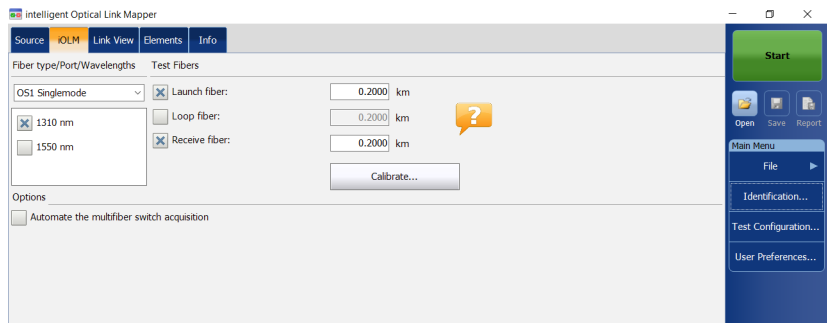 intelligent Optical Link Mapper
Source iOLM Link View Elements Info
Fiber type/Port/Wavelengths Test Fibers
OS1 Singlemode
1310 nm
1550 nm
Launch fiber: 0.2000 km
Loop fiber: 0.2000 km
Receive fiber: 0.2000 km
?
Calibrate...
Options
Automate the multifiber switch acquisition
Start
Open Save Report
Main Menu
File
Identification...
Test Configuration...
User Preferences...